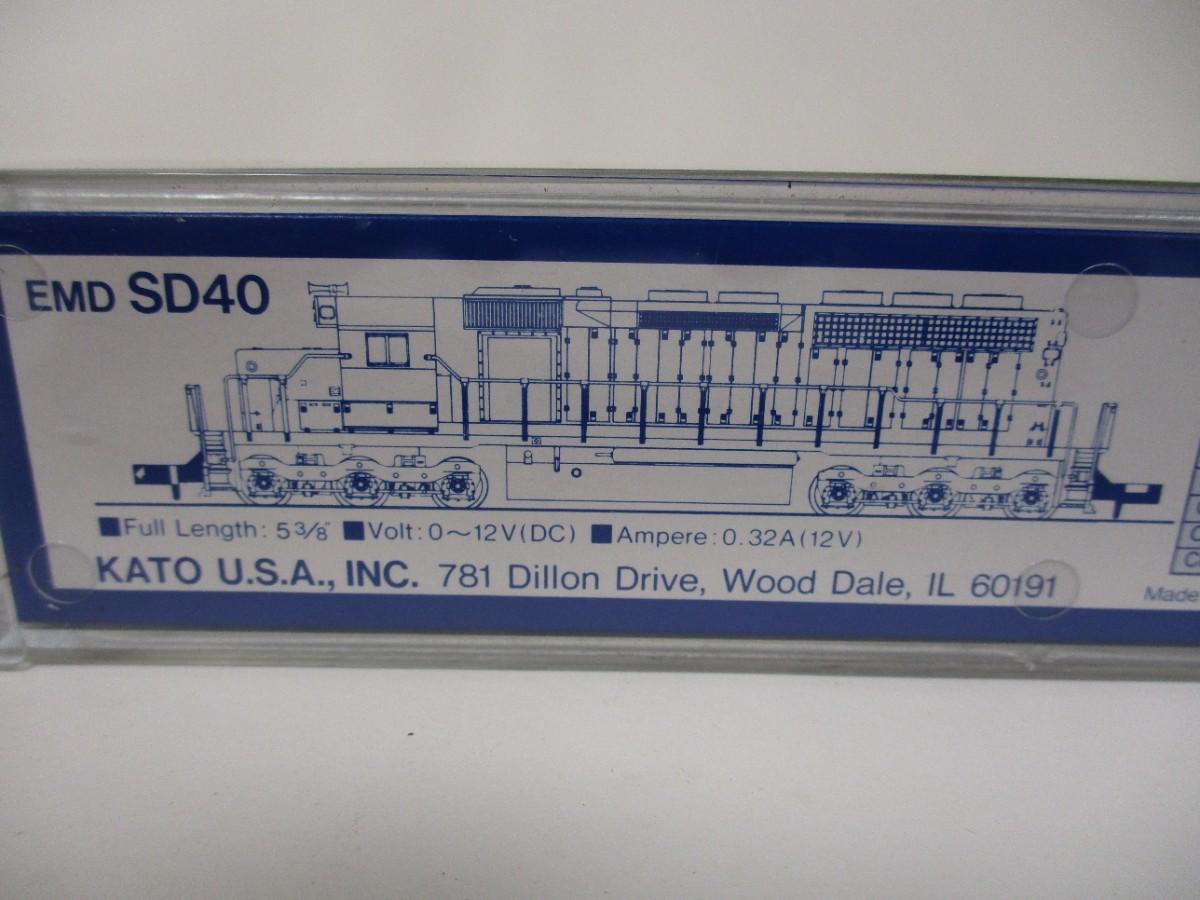 EMD SD40
■Full Length: 5 3/8" ■Volt: 0～12V(DC) ■Ampere: 0.32A(12V)
KATO U.S.A., INC. 781 Dillon Drive, Wood Dale, IL 60191
Made